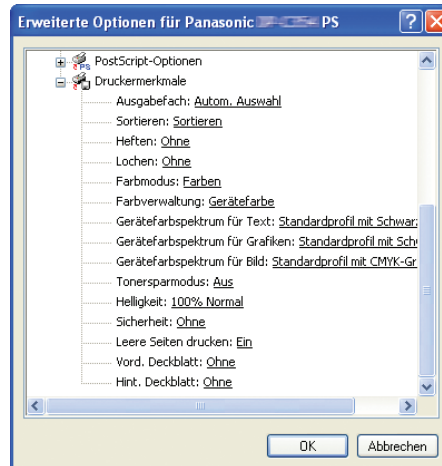 Erweiterte Optionen für Panasonic PS
PostScript-Optionen
Druckermerkmale
Ausgabefach: Autom. Auswahl
Sortieren: Sortieren
Heften: Ohne
Lochen: Ohne
Farbmodus: Farben
Farbverwaltung: Gerätefarbe
Gerätefarbspektrum für Text: Standardprofil mit Schwarz
Gerätefarbspektrum für Grafiken: Standardprofil mit Sch
Gerätefarbspektrum für Bild: Standardprofil mit CMYK-Gr
Tonersparmodus: Aus
Helligkeit: 100% Normal
Sicherheit: Ohne
Leere Seiten drucken: Ein
Vord. Deckblatt: Ohne
Hint. Deckblatt: Ohne
OK Abbrechen